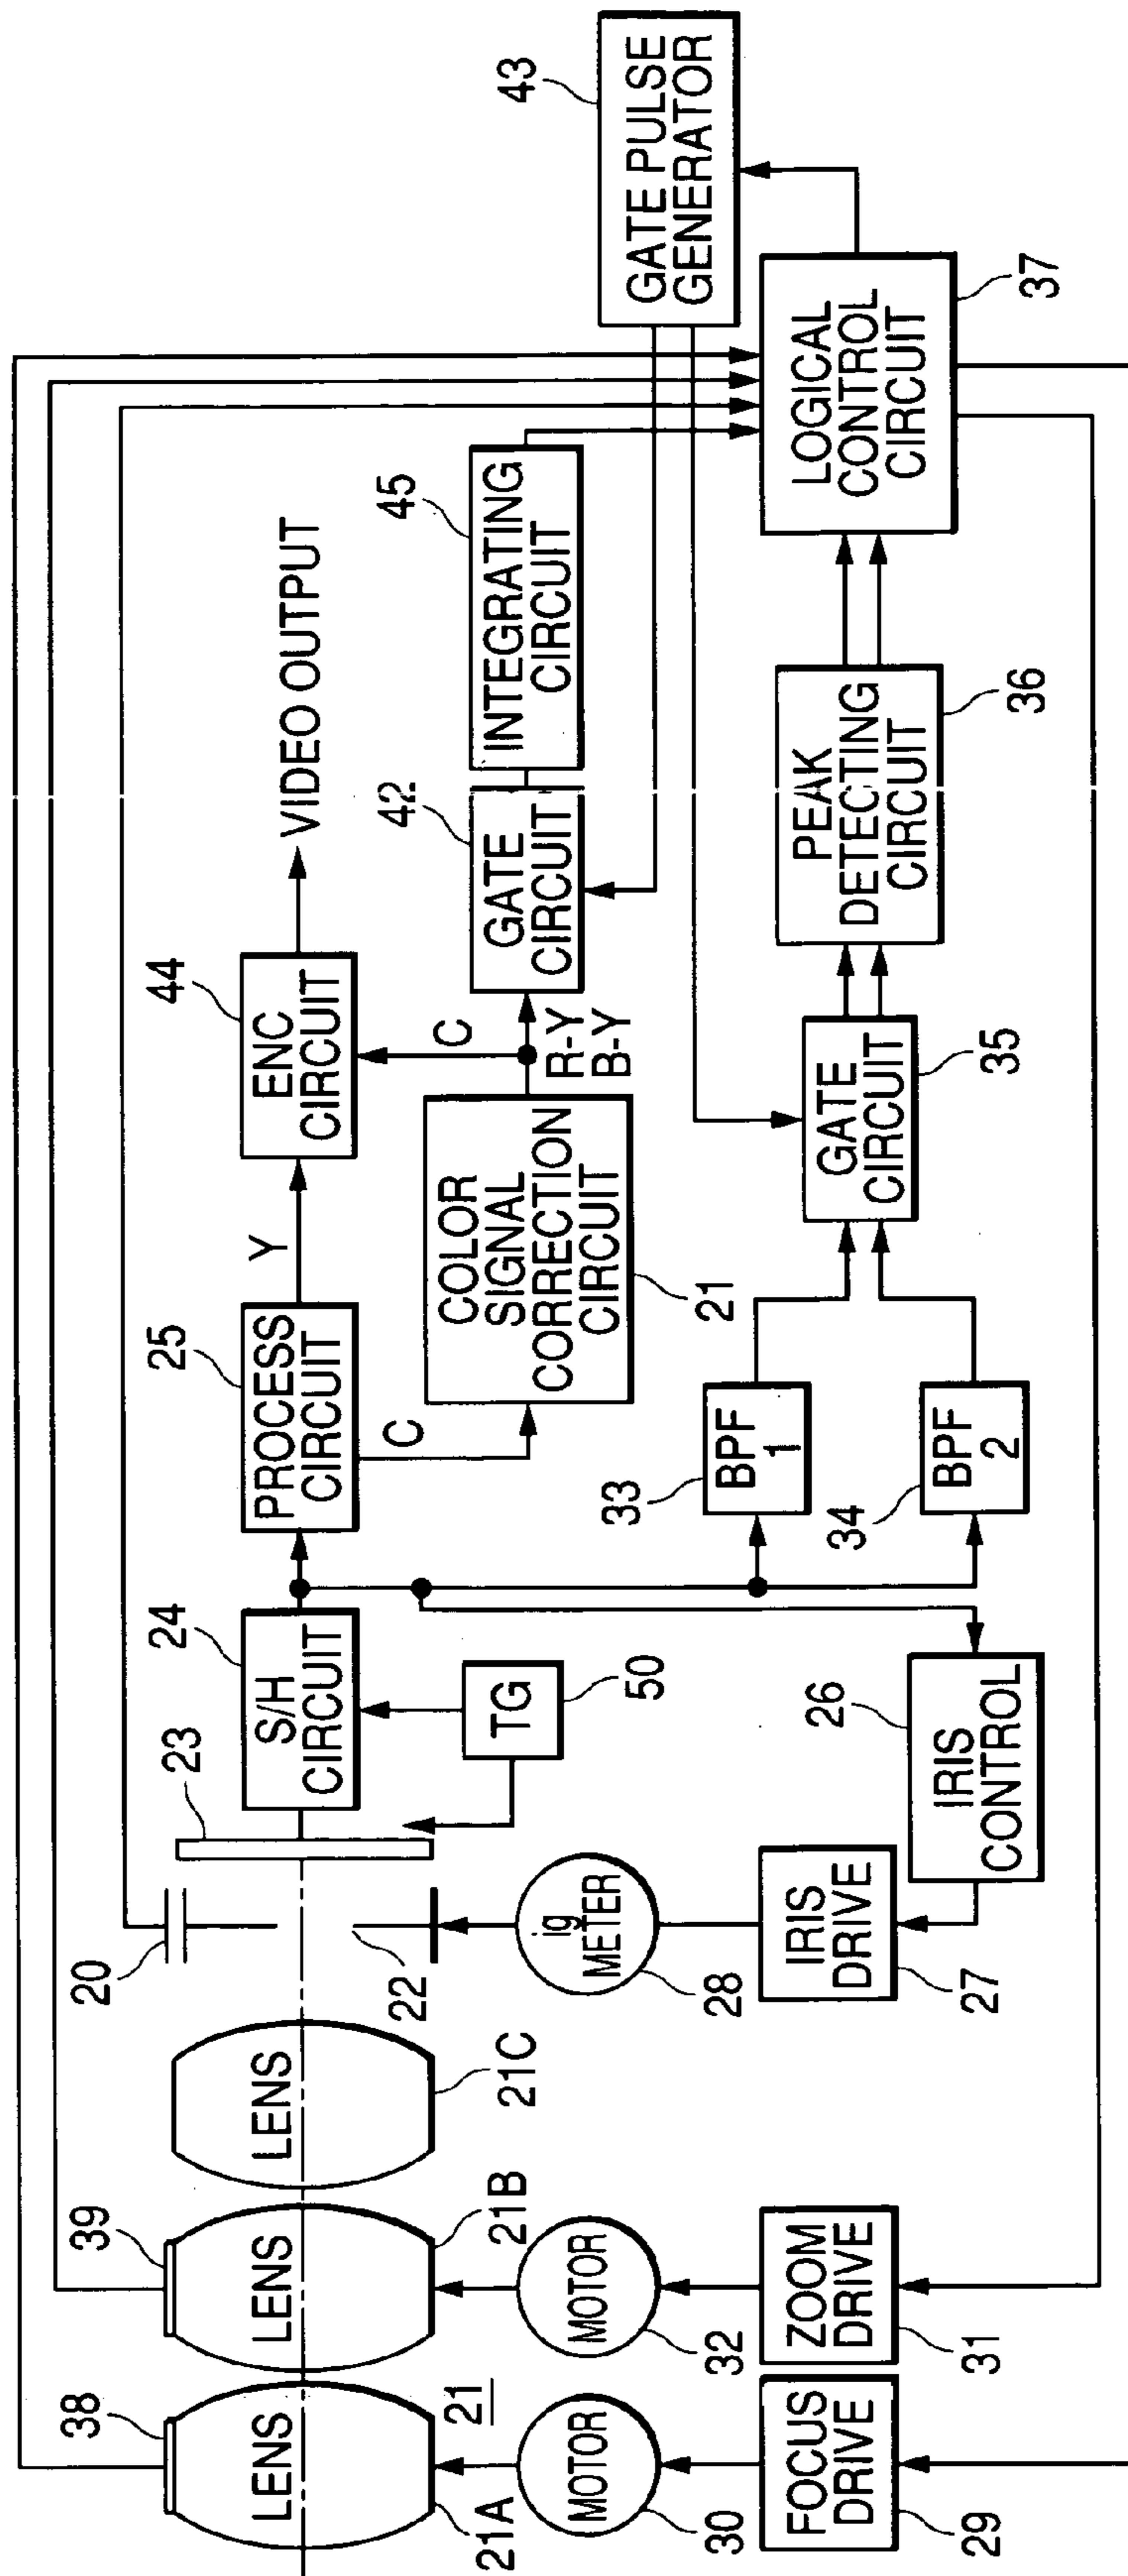 38
39
20
23
24
S/H
CIRCUIT
25
PROCESS
CIRCUIT
Y
44
ENC
CIRCUIT
VIDEO OUTPUT
LENS
LENS
LENS
21A
21
21B
21C
22
TG
50
C
COLOR
SIGNAL
CORRECTION
CIRCUIT
21
C
R-Y
B-Y
42
GATE
CIRCUIT
45
INTEGRATING
CIRCUIT
43
GATE PULSE
GENERATOR
MOTOR
30
MOTOR
32
ig
METER
28
33
BPF
1
34
BPF
2
FOCUS
DRIVE
29
ZOOM
DRIVE
31
IRIS
DRIVE
27
26
IRIS
CONTROL
GATE
CIRCUIT
35
PEAK
DETECTING
CIRCUIT
36
LOGICAL
CONTROL
CIRCUIT
37